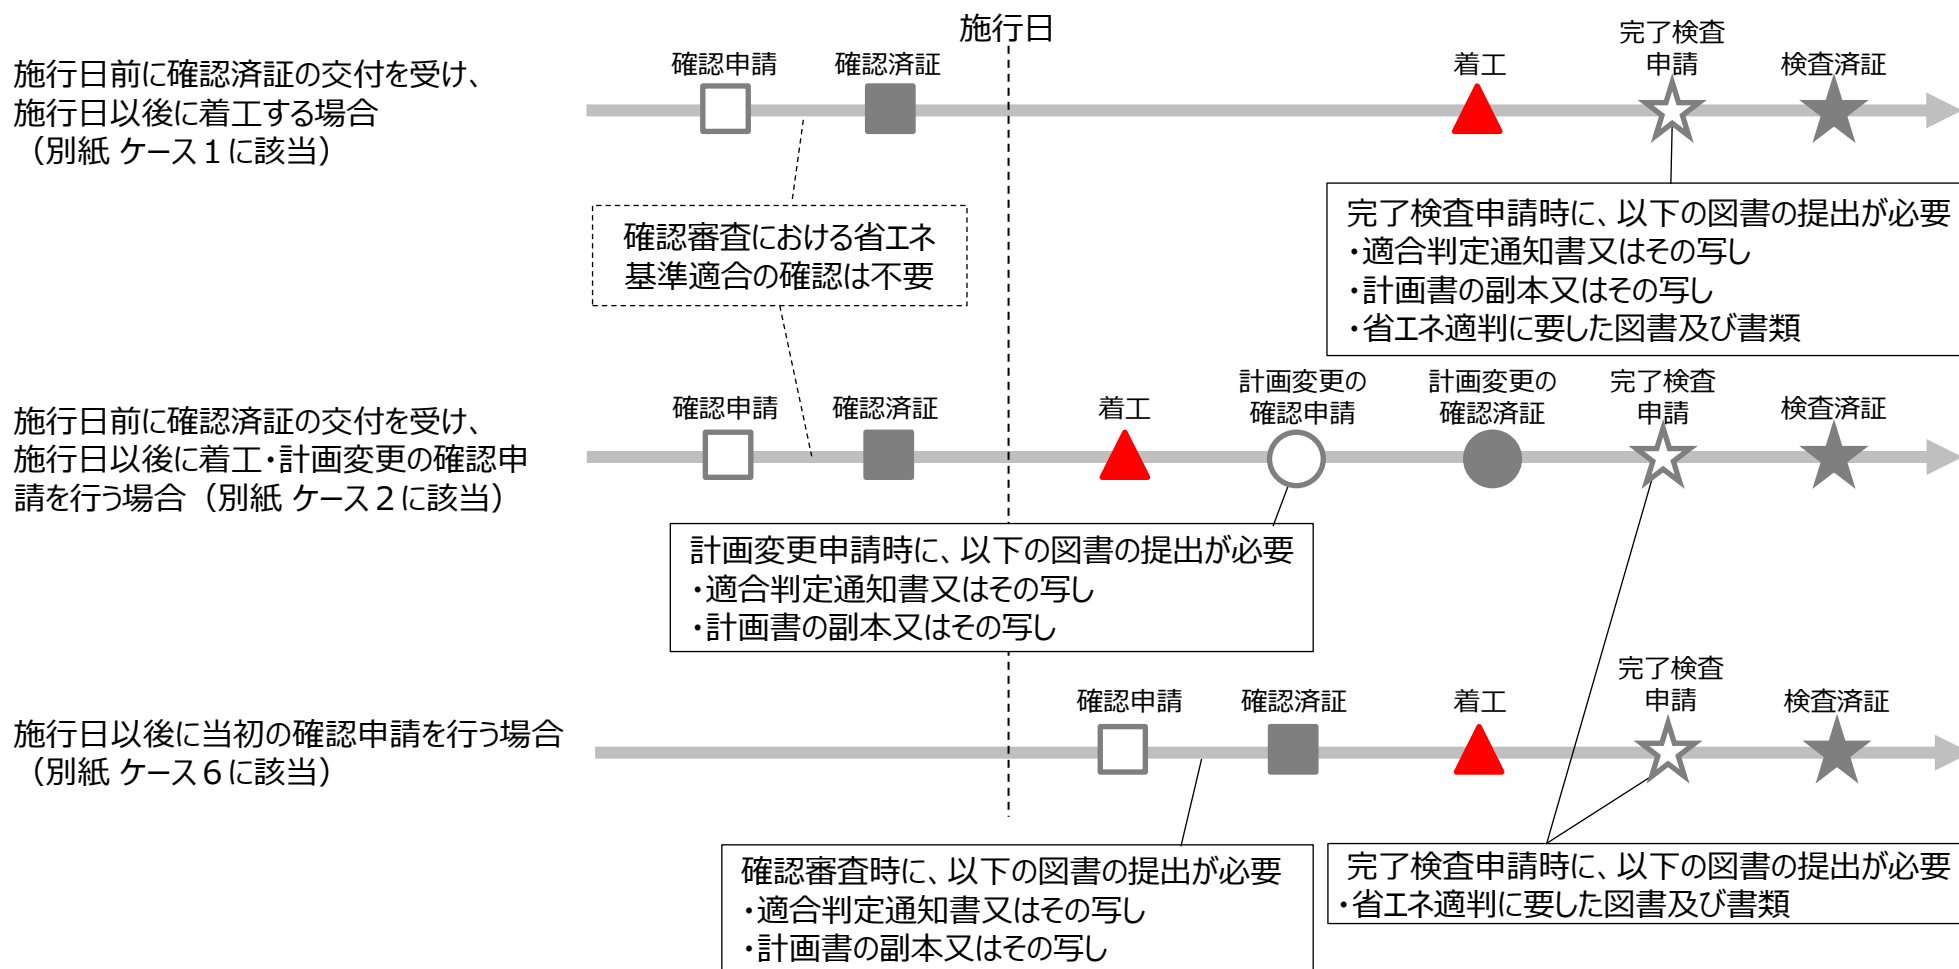 施行日
施行日前に確認済証の交付を受け、
施行日以後に着工する場合
（別紙 ケース１に該当）
確認申請
確認済証
着工
完了検査
申請
検査済証
確認審査における省エネ
基準適合の確認は不要
完了検査申請時に、以下の図書の提出が必要
・適合判定通知書又はその写し
・計画書の副本又はその写し
・省エネ適判に要した図書及び書類
施行日前に確認済証の交付を受け、
施行日以後に着工・計画変更の確認申
請を行う場合（別紙 ケース２に該当）
確認申請
確認済証
着工
計画変更の
確認申請
計画変更の
確認済証
完了検査
申請
検査済証
計画変更申請時に、以下の図書の提出が必要
・適合判定通知書又はその写し
・計画書の副本又はその写し
施行日以後に当初の確認申請を行う場合
（別紙 ケース６に該当）
確認申請
確認済証
着工
完了検査
申請
検査済証
確認審査時に、以下の図書の提出が必要
・適合判定通知書又はその写し
・計画書の副本又はその写し
完了検査申請時に、以下の図書の提出が必要
・省エネ適判に要した図書及び書類